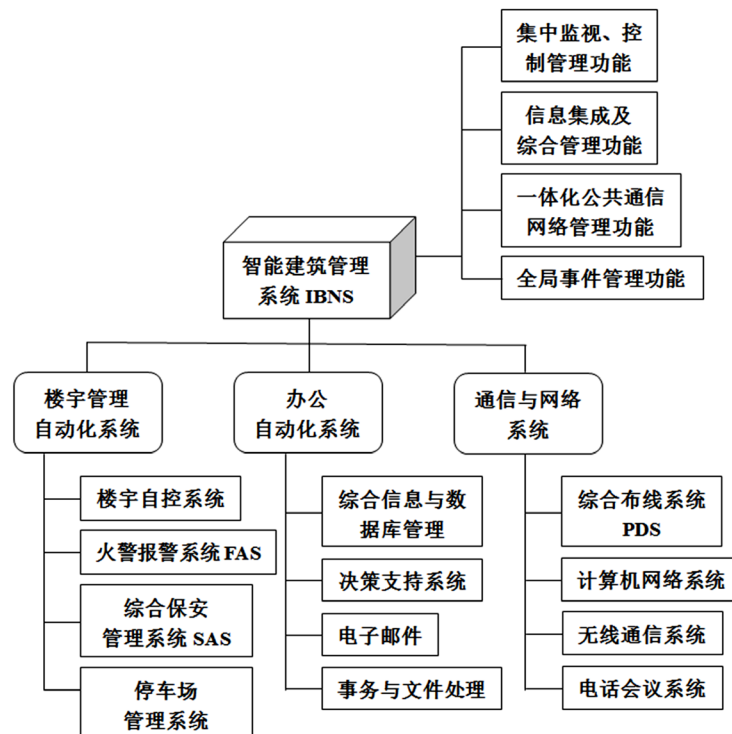 集中监视、控
制管理功能
信息集成及
综合管理功能
一体化公共通信
网络管理功能
全局事件管理功能
智能建筑管理
系统 IBNS
楼宇管理
自动化系统
楼宇自控系统
火警报警系统 FAS
综合保安
管理系统 SAS
停车场
管理系统
办公
自动化系统
综合信息与数
据库管理
决策支持系统
电子邮件
事务与文件处理
通信与网络
系统
综合布线系统
PDS
计算机网络系统
无线通信系统
电话会议系统